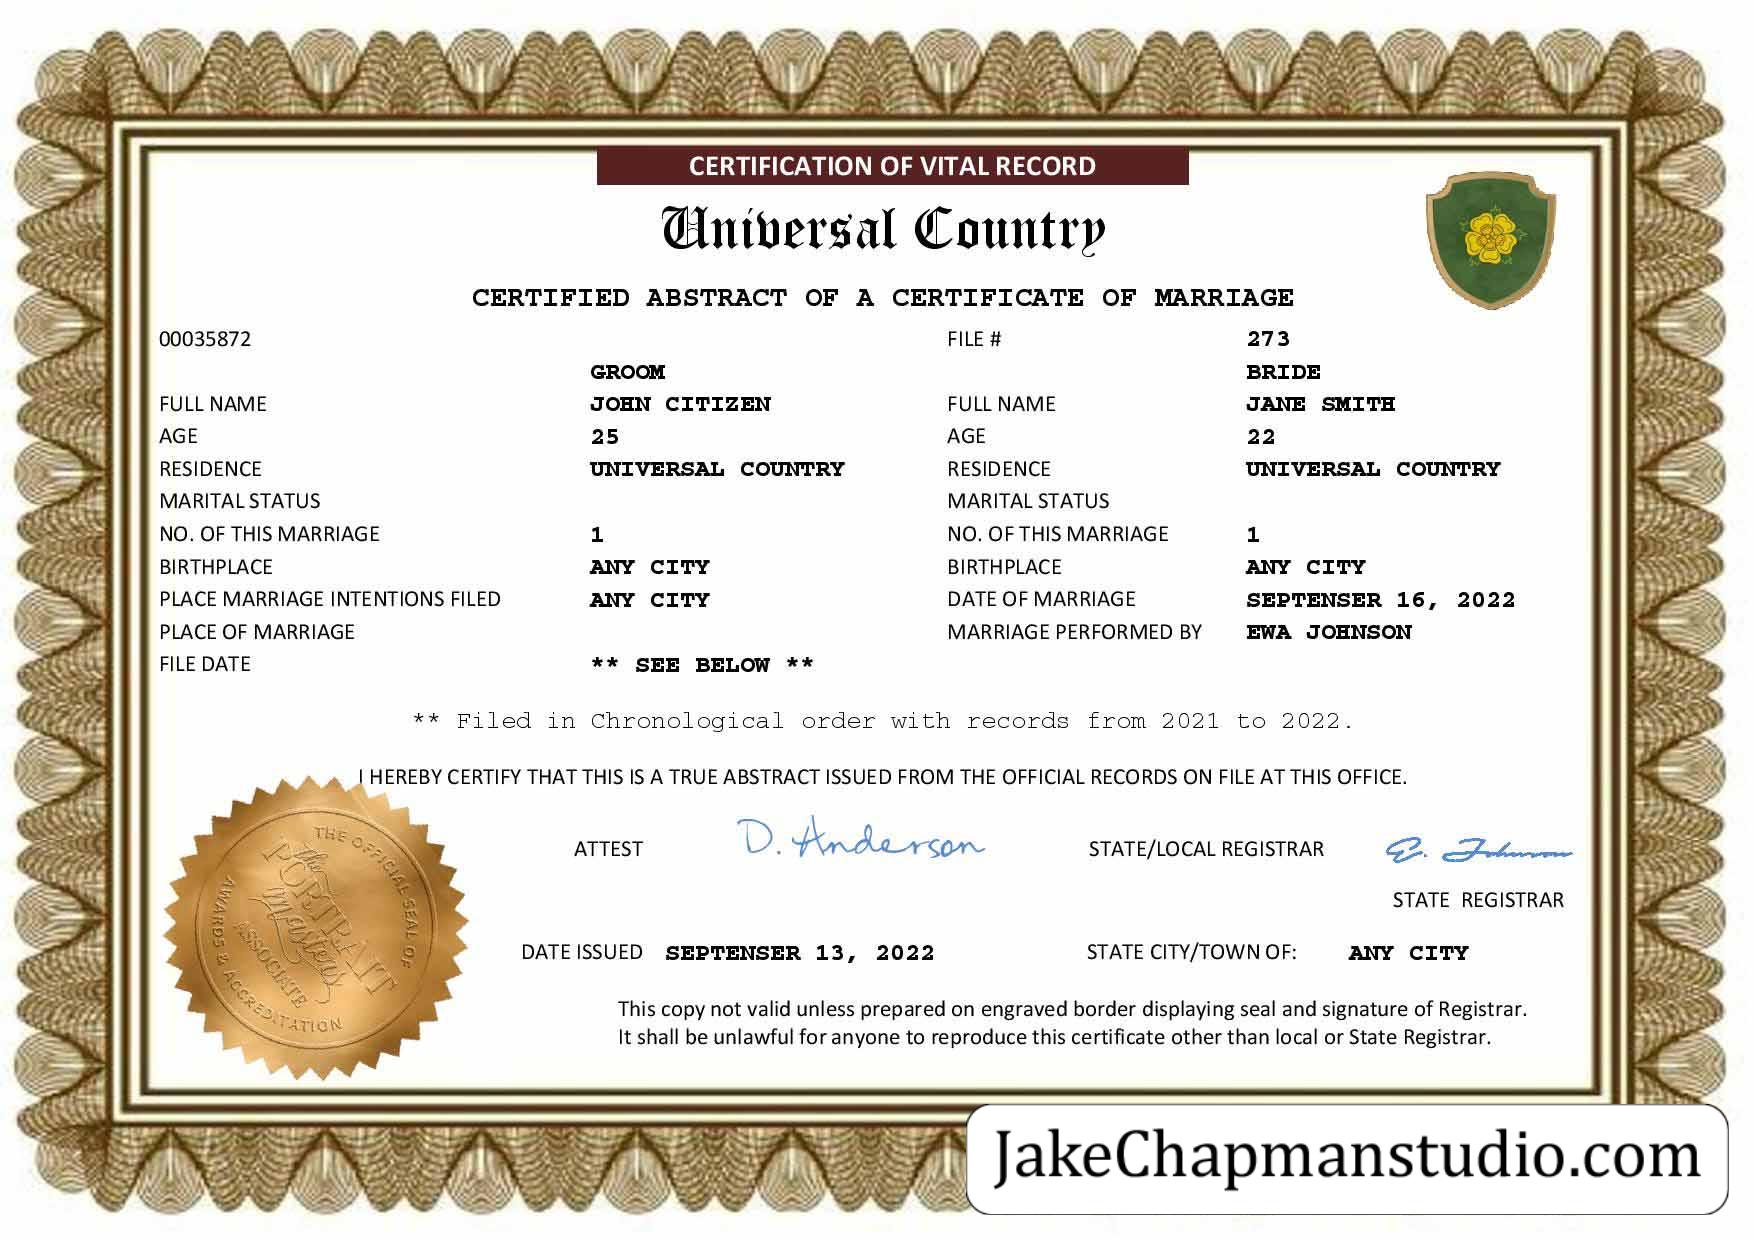 CERTIFICATION OF VITAL RECORD
Universal Country
CERTIFIED ABSTRACT OF A CERTIFICATE OF MARRIAGE
00035872 FILE # 273
GROOM BRIDE
FULL NAME JOHN CITIZEN FULL NAME JANE SMITH
AGE 25 AGE 22
RESIDENCE UNIVERSAL COUNTRY RESIDENCE UNIVERSAL COUNTRY
MARITAL STATUS MARITAL STATUS
NO. OF THIS MARRIAGE 1 NO. OF THIS MARRIAGE 1
BIRTHPLACE ANY CITY BIRTHPLACE ANY CITY
PLACE MARRIAGE INTENTIONS FILED ANY CITY DATE OF MARRIAGE SEPTENSER 16, 2022
PLACE OF MARRIAGE MARRIAGE PERFORMED BY EWA JOHNSON
FILE DATE ** SEE BELOW **
** Filed in Chronological order with records from 2021 to 2022.
I HEREBY CERTIFY THAT THIS IS A TRUE ABSTRACT ISSUED FROM THE OFFICIAL RECORDS ON FILE AT THIS OFFICE.
THE OFFICIAL SEAL OF
the
PORTRAIT
Masters
ASSOCIATE
AWARDS & ACCREDITATION
ATTEST D. Anderson STATE/LOCAL REGISTRAR E. Johnson
STATE REGISTRAR
DATE ISSUED SEPTENSER 13, 2022 STATE CITY/TOWN OF: ANY CITY
This copy not valid unless prepared on engraved border displaying seal and signature of Registrar.
It shall be unlawful for anyone to reproduce this certificate other than local or State Registrar.
JakeChapmanstudio.com